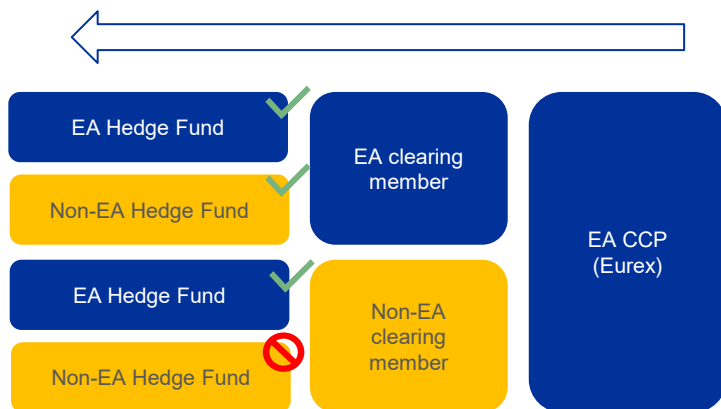 EA Hedge Fund
Non-EA Hedge Fund
EA Hedge Fund
Non-EA Hedge Fund
EA clearing
member
Non-EA
clearing
member
EA CCP
(Eurex)